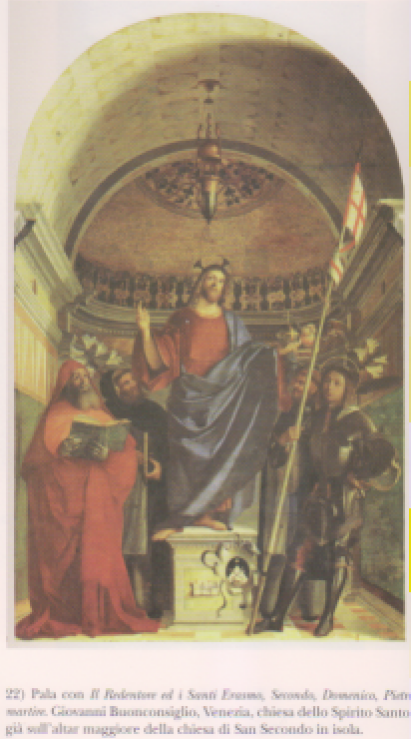 22) Pala con Il Redentore ed i Santi Erasmo, Secondo, Domenico, Pietro
martire. Giovanni Buonconsiglio, Venezia, chiesa dello Spirito Santo
già sull'altar maggiore della chiesa di San Secondo in isola.